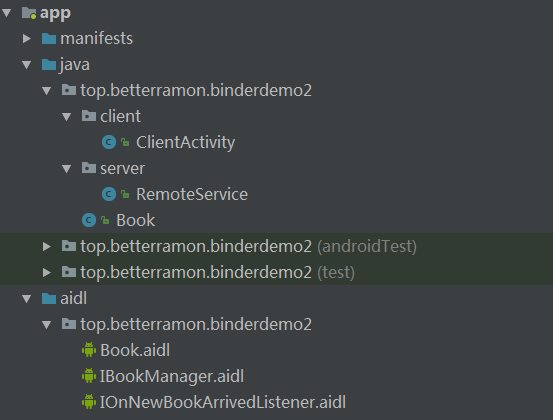 app
manifests
java
top.betterramon.binderdemo2
client
ClientActivity
server
RemoteService
Book
top.betterramon.binderdemo2 (androidTest)
top.betterramon.binderdemo2 (test)
aidl
top.betterramon.binderdemo2
Book.aidl
IBookManager.aidl
IOnNewBookArrivedListener.aidl